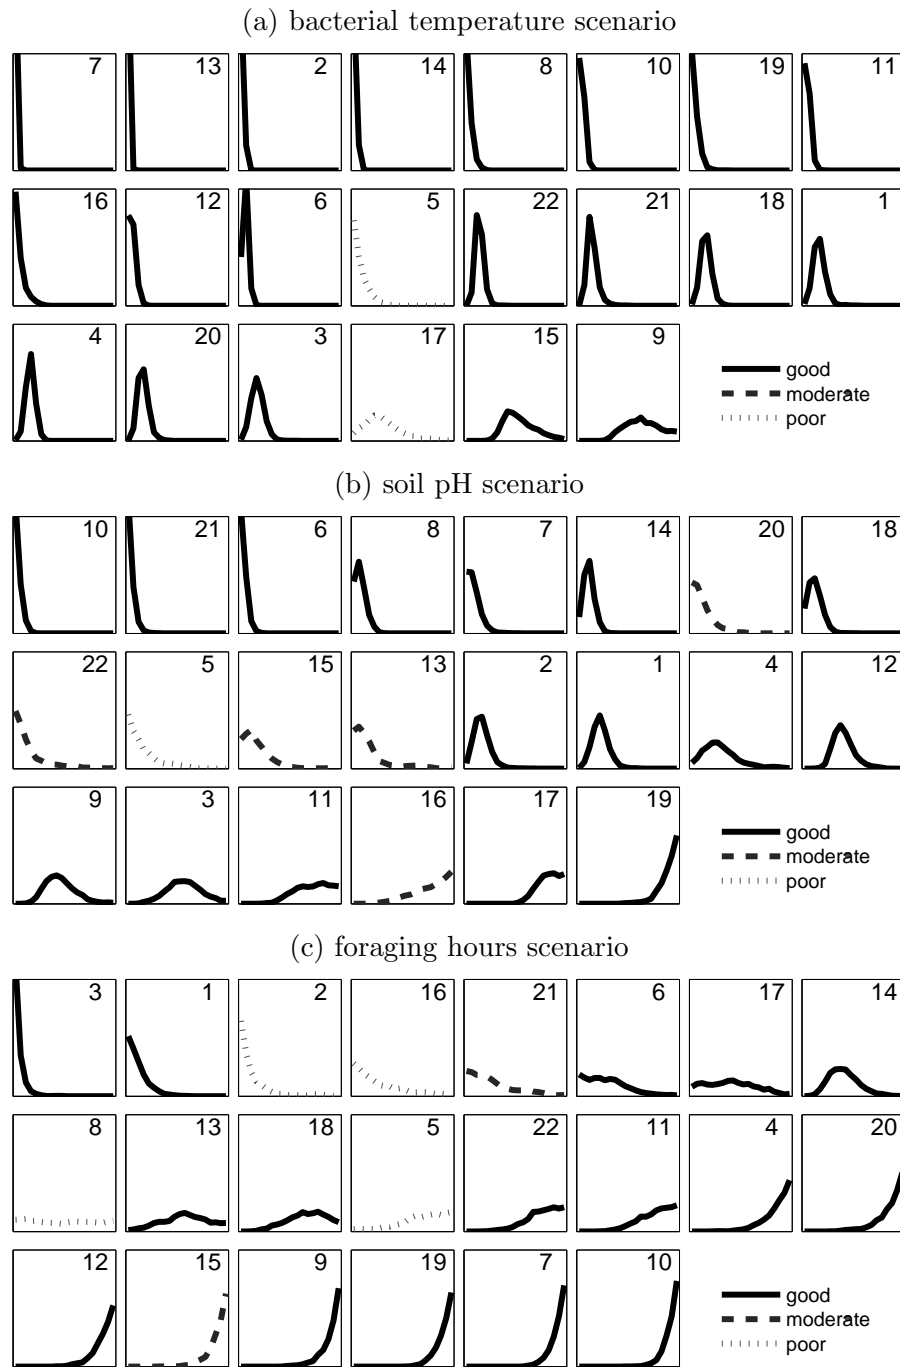 (a) bacterial temperature scenario
7 13 2 14 8 10 19 11
16 12 6 5 22 21 18 1
4 20 3 17 15 9
good
moderate
poor
(b) soil pH scenario
10 21 6 8 7 14 20 18
22 5 15 13 2 1 4 12
9 3 11 16 17 19
good
moderate
poor
(c) foraging hours scenario
3 1 2 16 21 6 17 14
8 13 18 5 22 11 4 20
12 15 9 19 7 10
good
moderate
poor